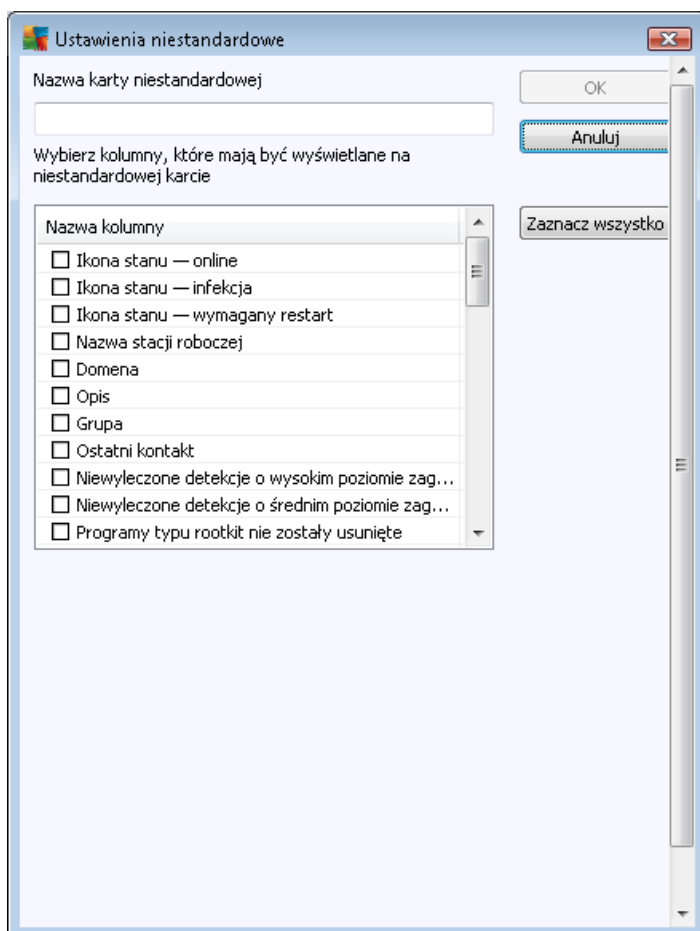 Ustawienia niestandardowe
Nazwa karty niestandardowej
OK
Anuluj
Wybierz kolumny, które mają być wyświetlane na
niestandardowej karcie
Zaznacz wszystko
Nazwa kolumny
Ikona stanu — online
Ikona stanu — infekcja
Ikona stanu — wymagany restart
Nazwa stacji roboczej
Domena
Opis
Grupa
Ostatni kontakt
Niewyleczone detekcje o wysokim poziomie zag...
Niewyleczone detekcje o średnim poziomie zag...
Programy typu rootkit nie zostały usunięte